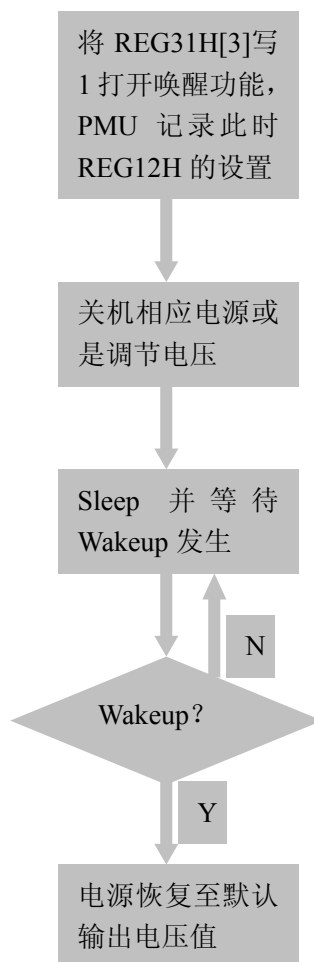 将 REG31H[3]写
1 打开唤醒功能，
PMU 记录此时
REG12H 的设置
关机相应电源或
是调节电压
Sleep 并等待
Wakeup 发生
N
Wakeup？
Y
电源恢复至默认
输出电压值